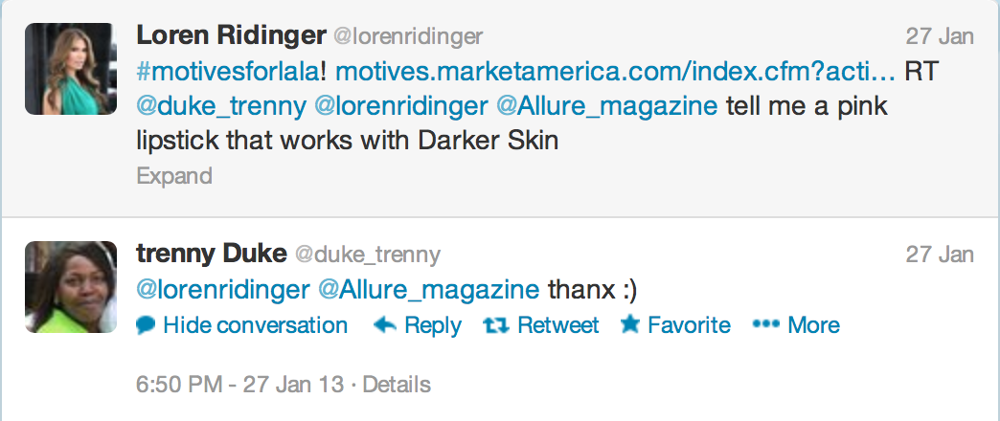 Loren Ridinger @lorenridinger 27 Jan
#motivesforlala! motives.marketamerica.com/index.cfm?acti... RT
@duke_trenny @lorenridinger @Allure_magazine tell me a pink
lipstick that works with Darker Skin
Expand
trenny Duke @duke_trenny 27 Jan
@lorenridinger @Allure_magazine thanx :)
Hide conversation Reply Retweet Favorite More
6:50 PM - 27 Jan 13 · Details